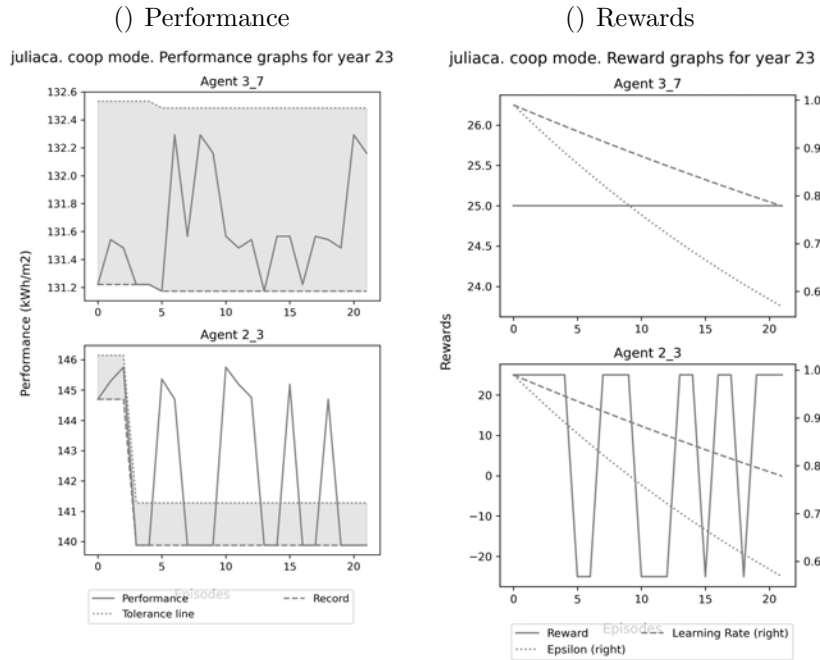 () Performance
juliaca. coop mode. Performance graphs for year 23
Agent 3_7
132.6
132.4
132.2
132.0
131.8
131.6
131.4
131.2
0 5 10 15 20
Performance (kWh/m2)
Agent 2_3
146
145
144
143
142
141
140
0 5 10 15 20
Episodes
Performance
Tolerance line
Record
() Rewards
juliaca. coop mode. Reward graphs for year 23
Agent 3_7
26.0
25.5
25.0
24.5
24.0
1.0
0.9
0.8
0.7
0.6
0 5 10 15 20
Rewards
Agent 2_3
20
10
0
−10
−20
1.0
0.9
0.8
0.7
0.6
0 5 10 15 20
Episodes
Reward
Epsilon (right)
Learning Rate (right)